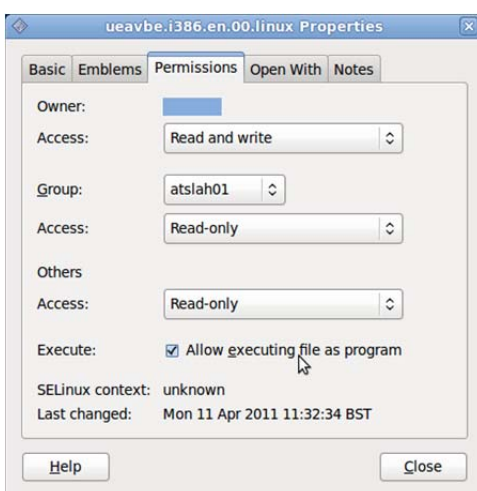 ueavbe.i386.en.00.linux Properties
Basic Emblems Permissions Open With Notes
Owner:
Access: Read and write
Group: atslah01
Access: Read-only
Others
Access: Read-only
Execute: Allow executing file as program
SELinux context: unknown
Last changed: Mon 11 Apr 2011 11:32:34 BST
Help Close